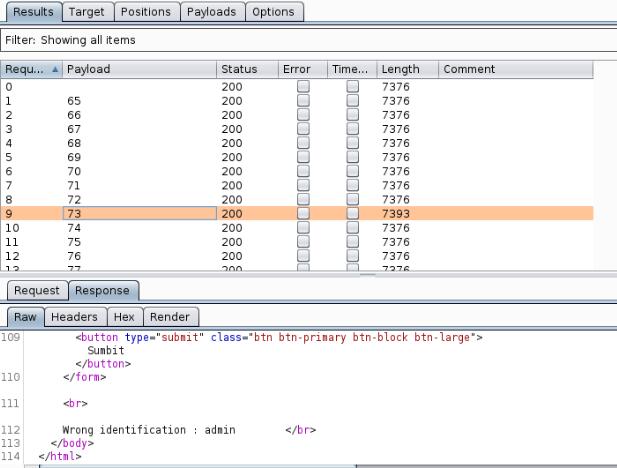 Results Target Positions Payloads Options
Filter: Showing all items
Requ... ▲ Payload Status Error Time... Length Comment
0 200 7376
1 65 200 7376
2 66 200 7376
3 67 200 7376
4 68 200 7376
5 69 200 7376
6 70 200 7376
7 71 200 7376
8 72 200 7376
9 73 200 7393
10 74 200 7376
11 75 200 7376
12 76 200 7376
13 77 200 7376
Request Response
Raw Headers Hex Render
109 <button type="submit" class="btn btn-primary btn-block btn-large">
Sumbit
</button>
110 </form>
111 <br>
112 Wrong identification : admin </br>
113 </body>
114 </html>